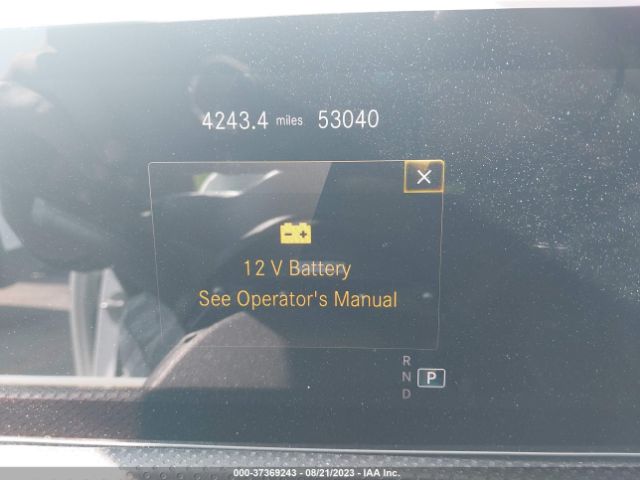 4243.4 miles 53040
12 V Battery
See Operator's Manual
R
N P
D
000-37369243 - 08/21/2023 - IAA Inc.